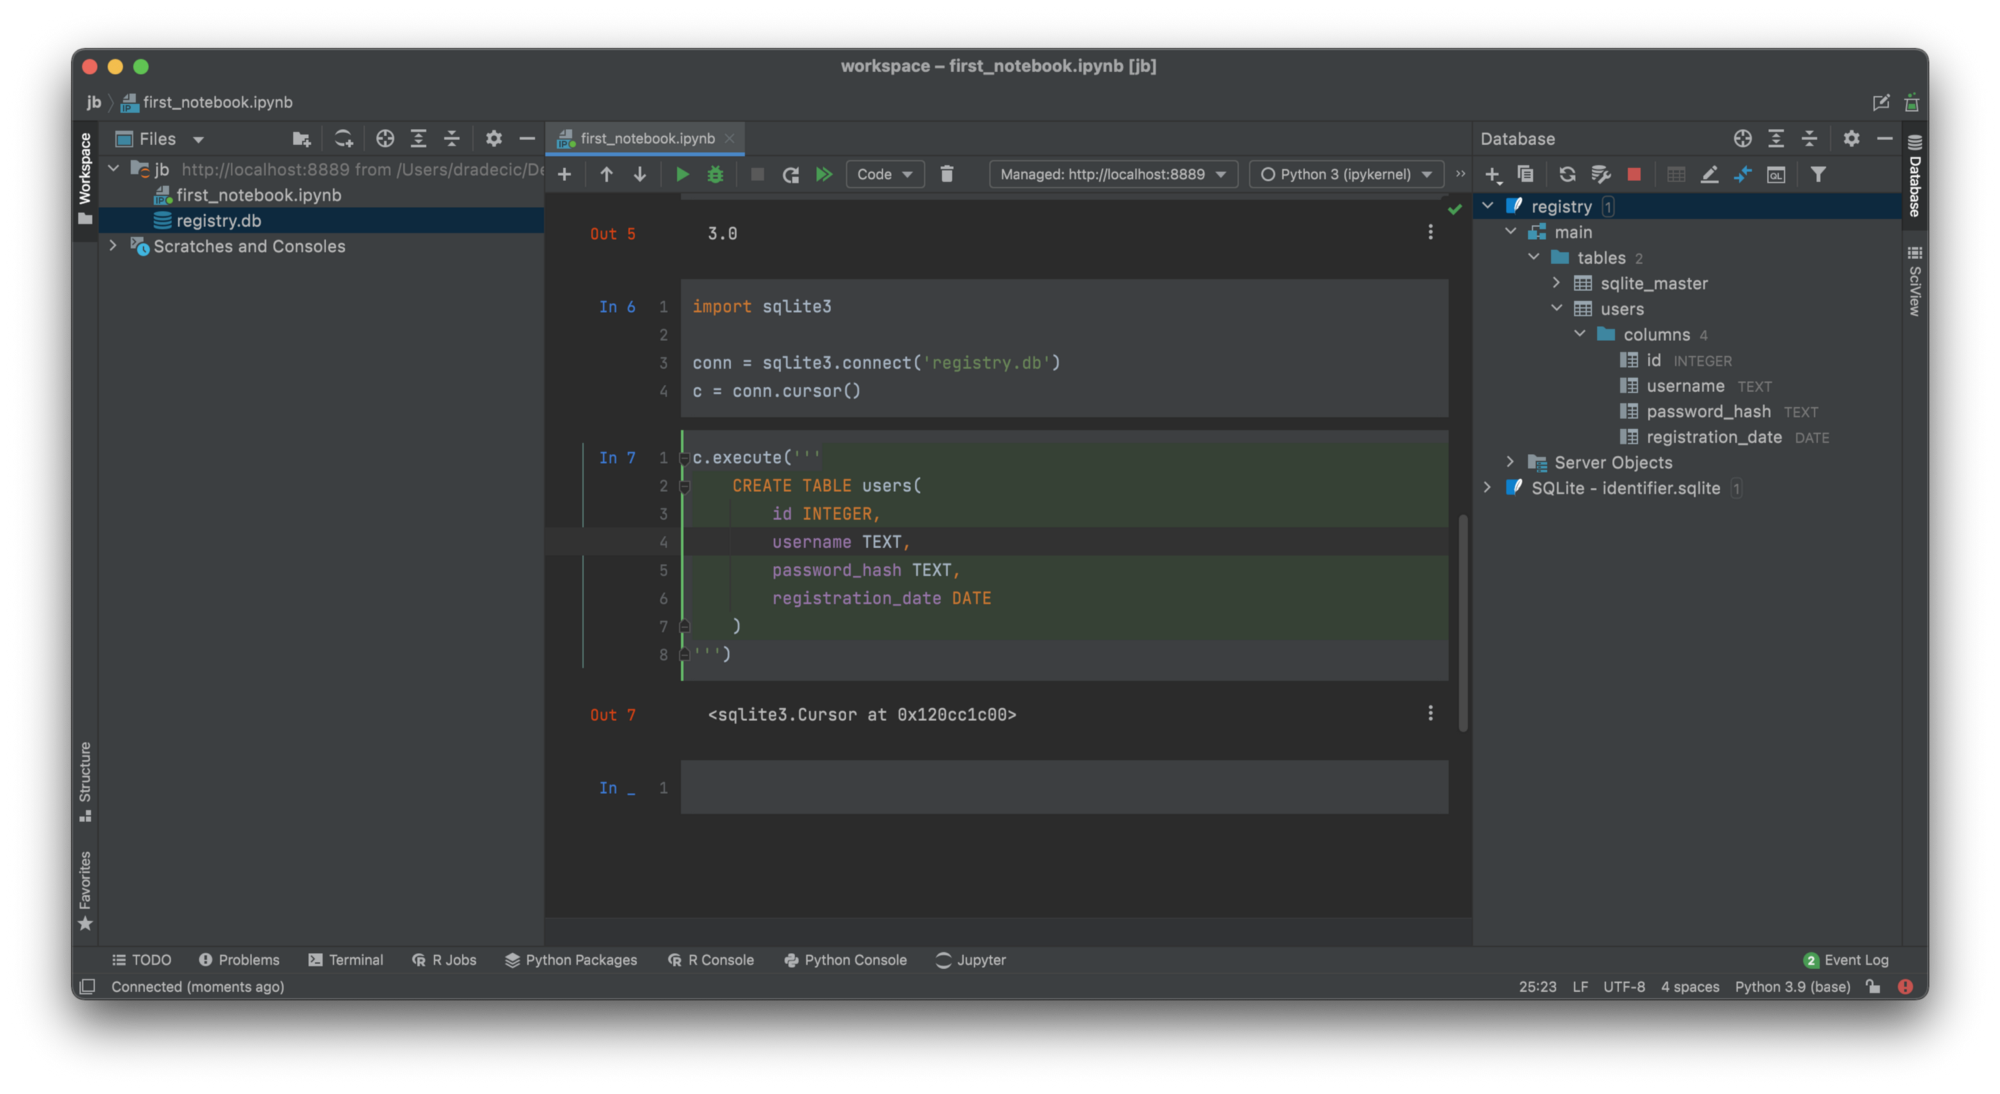 workspace – first_notebook.ipynb [jb]
jb
first_notebook.ipynb
Workspace
Files
jb http://localhost:8889 from /Users/dradecic/De
first_notebook.ipynb
registry.db
Scratches and Consoles
Structure
Favorites
first_notebook.ipynb
Code
Managed: http://localhost:8889
Python 3 (ipykernel)
Out 5 3.0
In 6 1 import sqlite3
2
3 conn = sqlite3.connect('registry.db')
4 c = conn.cursor()
In 7 1 c.execute('''
2 CREATE TABLE users(
3 id INTEGER,
4 username TEXT,
5 password_hash TEXT,
6 registration_date DATE
7 )
8 ''')
Out 7 <sqlite3.Cursor at 0x120cc1c00>
In _ 1
Database
QL
registry 1
main
tables 2
sqlite_master
users
columns 4
id INTEGER
username TEXT
password_hash TEXT
registration_date DATE
Server Objects
SQLite - identifier.sqlite 1
Database
SciView
TODO
Problems
Terminal
R Jobs
Python Packages
R Console
Python Console
Jupyter
2 Event Log
Connected (moments ago)
25:23 LF UTF-8 4 spaces Python 3.9 (base)